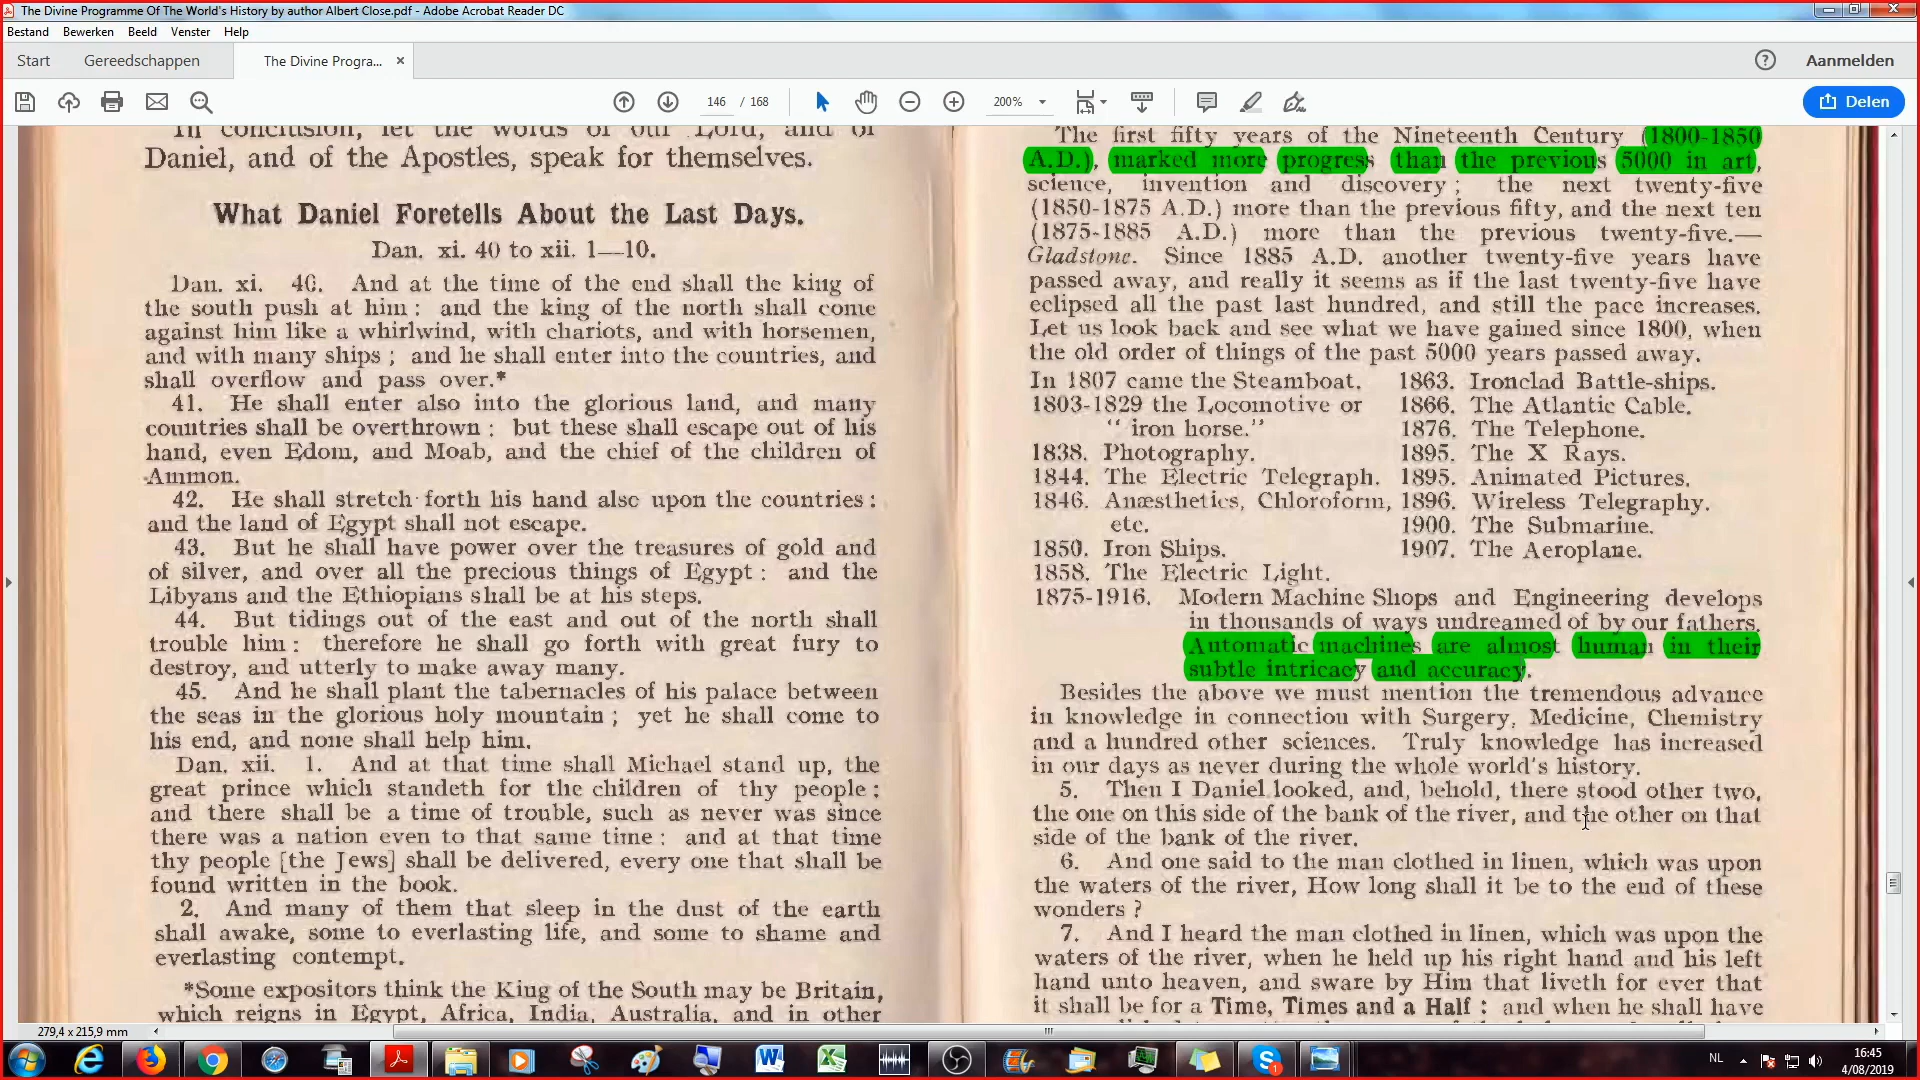 The Divine Programme Of The World's History by author Albert Close.pdf - Adobe Acrobat Reader DC
Bestand Bewerken Beeld Venster Help
Start Gereedschappen The Divine Progra... × Aanmelden
146 / 168 200% Delen
In conclusion, let the words of our Lord, and of
Daniel, and of the Apostles, speak for themselves.
What Daniel Foretells About the Last Days.
Dan. xi. 40 to xii. 1—10.
Dan. xi. 40. And at the time of the end shall the king of
the south push at him : and the king of the north shall come
against him like a whirlwind, with chariots, and with horsemen,
and with many ships ; and he shall enter into the countries, and
shall overflow and pass over.*
41. He shall enter also into the glorious land, and many
countries shall be overthrown : but these shall escape out of his
hand, even Edom, and Moab, and the chief of the children of
Ammon.
42. He shall stretch forth his hand also upon the countries :
and the land of Egypt shall not escape.
43. But he shall have power over the treasures of gold and
of silver, and over all the precious things of Egypt : and the
Libyans and the Ethiopians shall be at his steps.
44. But tidings out of the east and out of the north shall
trouble him : therefore he shall go forth with great fury to
destroy, and utterly to make away many.
45. And he shall plant the tabernacles of his palace between
the seas in the glorious holy mountain ; yet he shall come to
his end, and none shall help him.
Dan. xii. 1. And at that time shall Michael stand up, the
great prince which standeth for the children of thy people ;
and there shall be a time of trouble, such as never was since
there was a nation even to that same time : and at that time
thy people [the Jews] shall be delivered, every one that shall be
found written in the book.
2. And many of them that sleep in the dust of the earth
shall awake, some to everlasting life, and some to shame and
everlasting contempt.
*Some expositors think the King of the South may be Britain,
which reigns in Egypt, Africa, India, Australia, and in other
The first fifty years of the Nineteenth Century (1800-1850
A.D.), marked more progress than the previous 5000 in art,
science, invention and discovery ; the next twenty-five
(1850-1875 A.D.) more than the previous fifty, and the next ten
(1875-1885 A.D.) more than the previous twenty-five.—
Gladstone. Since 1885 A.D. another twenty-five years have
passed away, and really it seems as if the last twenty-five have
eclipsed all the past last hundred, and still the pace increases.
Let us look back and see what we have gained since 1800, when
the old order of things of the past 5000 years passed away.
In 1807 came the Steamboat.
1803-1829 the Locomotive or
"iron horse."
1838. Photography.
1844. The Electric Telegraph.
1846. Anæsthetics, Chloroform,
etc.
1850. Iron Ships.
1858. The Electric Light.
1863. Ironclad Battle-ships.
1866. The Atlantic Cable.
1876. The Telephone.
1895. The X Rays.
1895. Animated Pictures.
1896. Wireless Telegraphy.
1900. The Submarine.
1907. The Aeroplane.
1875-1916. Modern Machine Shops and Engineering develops
in thousands of ways undreamed of by our fathers.
Automatic machines are almost human in their
subtle intricacy and accuracy.
Besides the above we must mention the tremendous advance
in knowledge in connection with Surgery, Medicine, Chemistry
and a hundred other sciences. Truly knowledge has increased
in our days as never during the whole world's history.
5. Then I Daniel looked, and, behold, there stood other two,
the one on this side of the bank of the river, and the other on that
side of the bank of the river.
6. And one said to the man clothed in linen, which was upon
the waters of the river, How long shall it be to the end of these
wonders ?
7. And I heard the man clothed in linen, which was upon the
waters of the river, when he held up his right hand and his left
hand unto heaven, and sware by Him that liveth for ever that
it shall be for a Time, Times and a Half : and when he shall have
279,4 x 215,9 mm
NL 16:45
4/08/2019